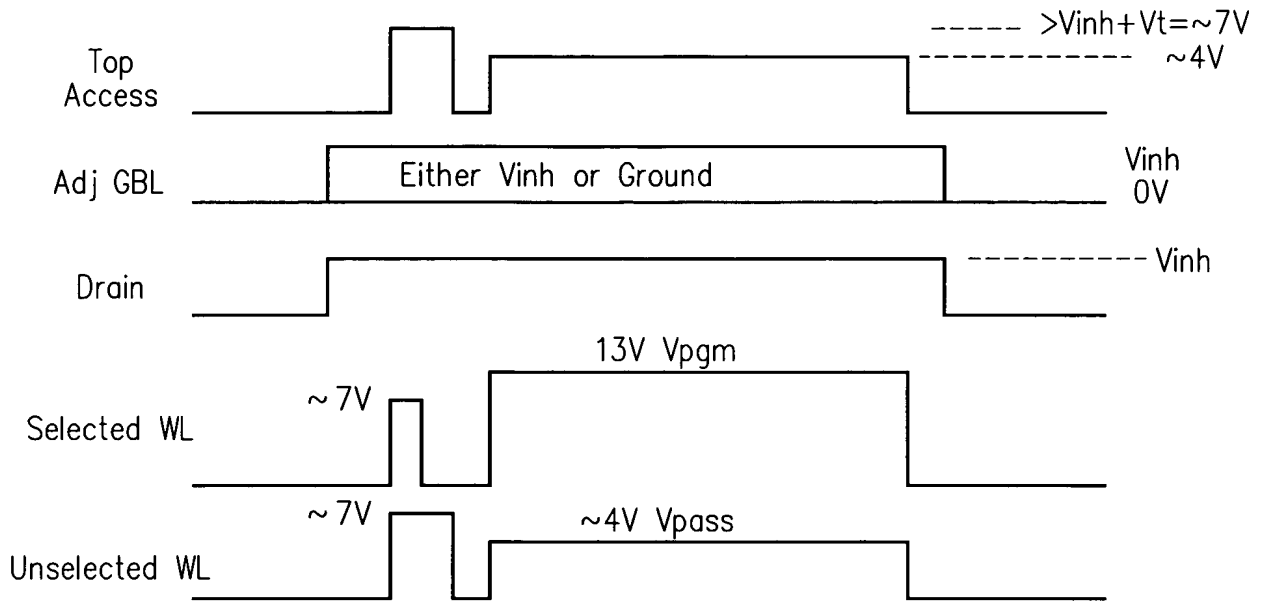 >Vinh+Vt=~7V
~4V
Top
Access
Adj GBL
Either Vinh or Ground
Vinh
0V
Drain
Vinh
13V Vpgm
~7V
Selected WL
~7V
~4V Vpass
Unselected WL